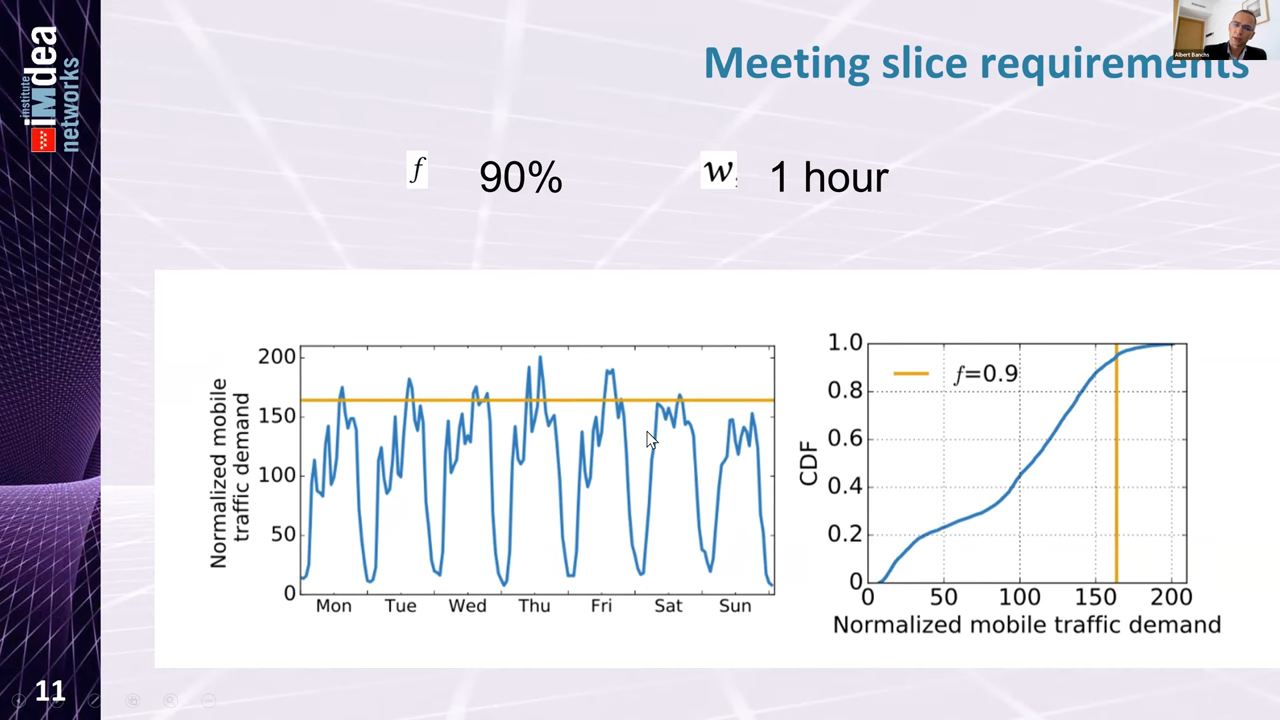 institute
iMdea
networks
Albert Banchs
Meeting slice requirements
f 90% w 1 hour
Normalized mobile
traffic demand
200
150
100
50
0
Mon Tue Wed Thu Fri Sat Sun
CDF
1.0
0.8
0.6
0.4
0.2
0
f=0.9
0 50 100 150 200
Normalized mobile traffic demand
11